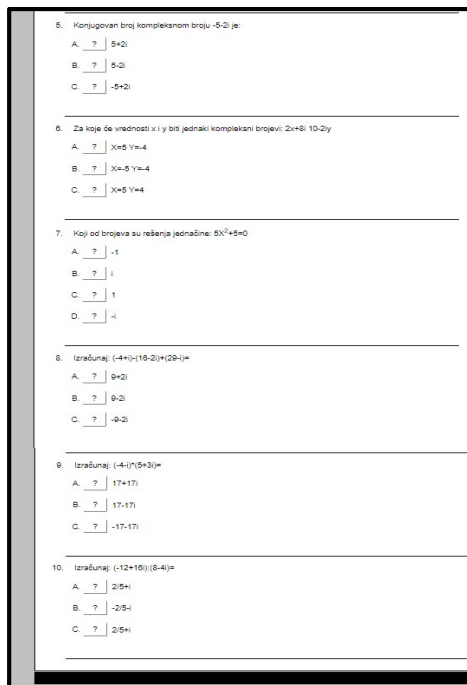 5. Konjugovan broj kompleksnom broju -5-2i je:
A. ? 5+2i
B. ? 5-2i
C. ? -5+2i
6. Za koje će vrednosti x i y biti jednaki kompleksni brojevi: 2x+8i 10-2iy
A. ? X=5 Y=-4
B. ? X=-5 Y=-4
C. ? X=5 Y=4
7. Koji od brojeva su rešenja jednačine: 5X²+5=0
A. ? -1
B. ? i
C. ? 1
D. ? -i
8. Izračunaj: (-4+i)-(16-2i)+(29-i)=
A. ? 9+2i
B. ? 9-2i
C. ? -9-2i
9. Izračunaj: (-4-i)*(5+3i)=
A. ? 17+17i
B. ? 17-17i
C. ? -17-17i
10. Izračunaj: (-12+16i):(8-4i)=
A. ? 2/5+i
B. ? -2/5-i
C. ? 2/5+i